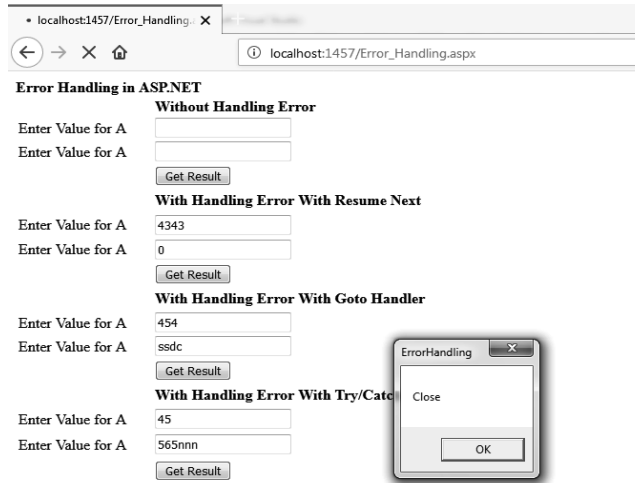 localhost:1457/Error_Handling.a
localhost:1457/Error_Handling.aspx
Error Handling in ASP.NET
Without Handling Error
Enter Value for A
Enter Value for A
Get Result
With Handling Error With Resume Next
Enter Value for A 4343
Enter Value for A 0
Get Result
With Handling Error With Goto Handler
Enter Value for A 454
Enter Value for A ssdc
Get Result
With Handling Error With Try/Catc
Enter Value for A 45
Enter Value for A 565nnn
Get Result
ErrorHandling
Close
OK